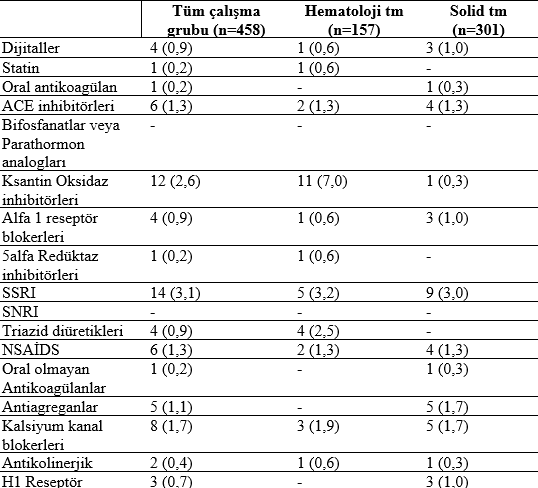 Tüm çalışma Hematoloji tm Solid tm
grubu (n=458) (n=157) (n=301)
Dijitaller 4 (0,9) 1 (0,6) 3 (1,0)
Statin 1 (0,2) 1 (0,6) -
Oral antikoagülan 1 (0,2) - 1 (0,3)
ACE inhibitörleri 6 (1,3) 2 (1,3) 4 (1,3)
Bifosfanatlar veya - - -
Parathormon
analogları
Ksantin Oksidaz 12 (2,6) 11 (7,0) 1 (0,3)
inhibitörleri
Alfa 1 reseptör 4 (0,9) 1 (0,6) 3 (1,0)
blokerleri
5alfa Redüktaz 1 (0,2) 1 (0,6) -
inhibitörleri
SSRI 14 (3,1) 5 (3,2) 9 (3,0)
SNRI - - -
Triazid diüretikleri 4 (0,9) 4 (2,5) -
NSAİDS 6 (1,3) 2 (1,3) 4 (1,3)
Oral olmayan 1 (0,2) - 1 (0,3)
Antikoagülanlar
Antiagreganlar 5 (1,1) - 5 (1,7)
Kalsiyum kanal 8 (1,7) 3 (1,9) 5 (1,7)
blokerleri
Antikolinerjik 2 (0,4) 1 (0,6) 1 (0,3)
H1 Reseptör 3 (0,7) - 3 (1,0)